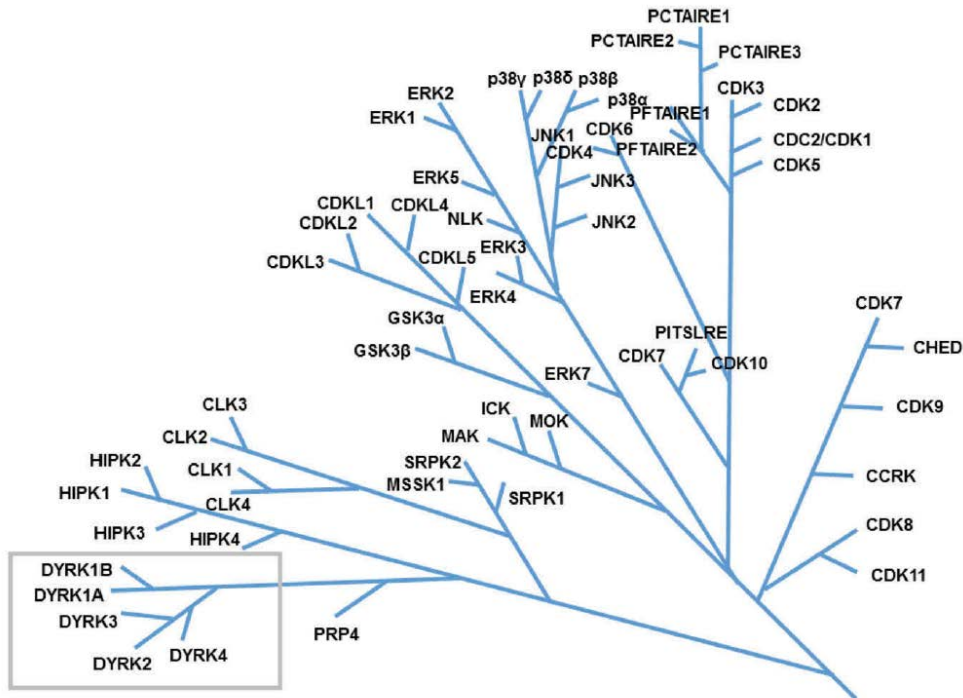 PCTAIRE1
PCTAIRE2
PCTAIRE3
p38γ p38δ p38β
CDK3
ERK2
p38α
CDK2
ERK1
PFTAIRE1
JNK1 CDK6
CDC2/CDK1
CDK4
PFTAIRE2
CDK5
ERK5
JNK3
CDKL1 CDKL4
CDKL2
NLK
JNK2
CDKL3
CDKL5
ERK3
ERK4
CDK7
GSK3α
PITSLRE
CHED
GSK3β
CDK7
CDK10
ERK7
CLK3
ICK
MOK
CDK9
CLK2
MAK
HIPK2
CLK1
SRPK2
MSSK1
CCRK
HIPK1
SRPK1
CLK4
HIPK3
HIPK4
CDK8
DYRK1B
CDK11
DYRK1A
DYRK3
PRP4
DYRK2
DYRK4